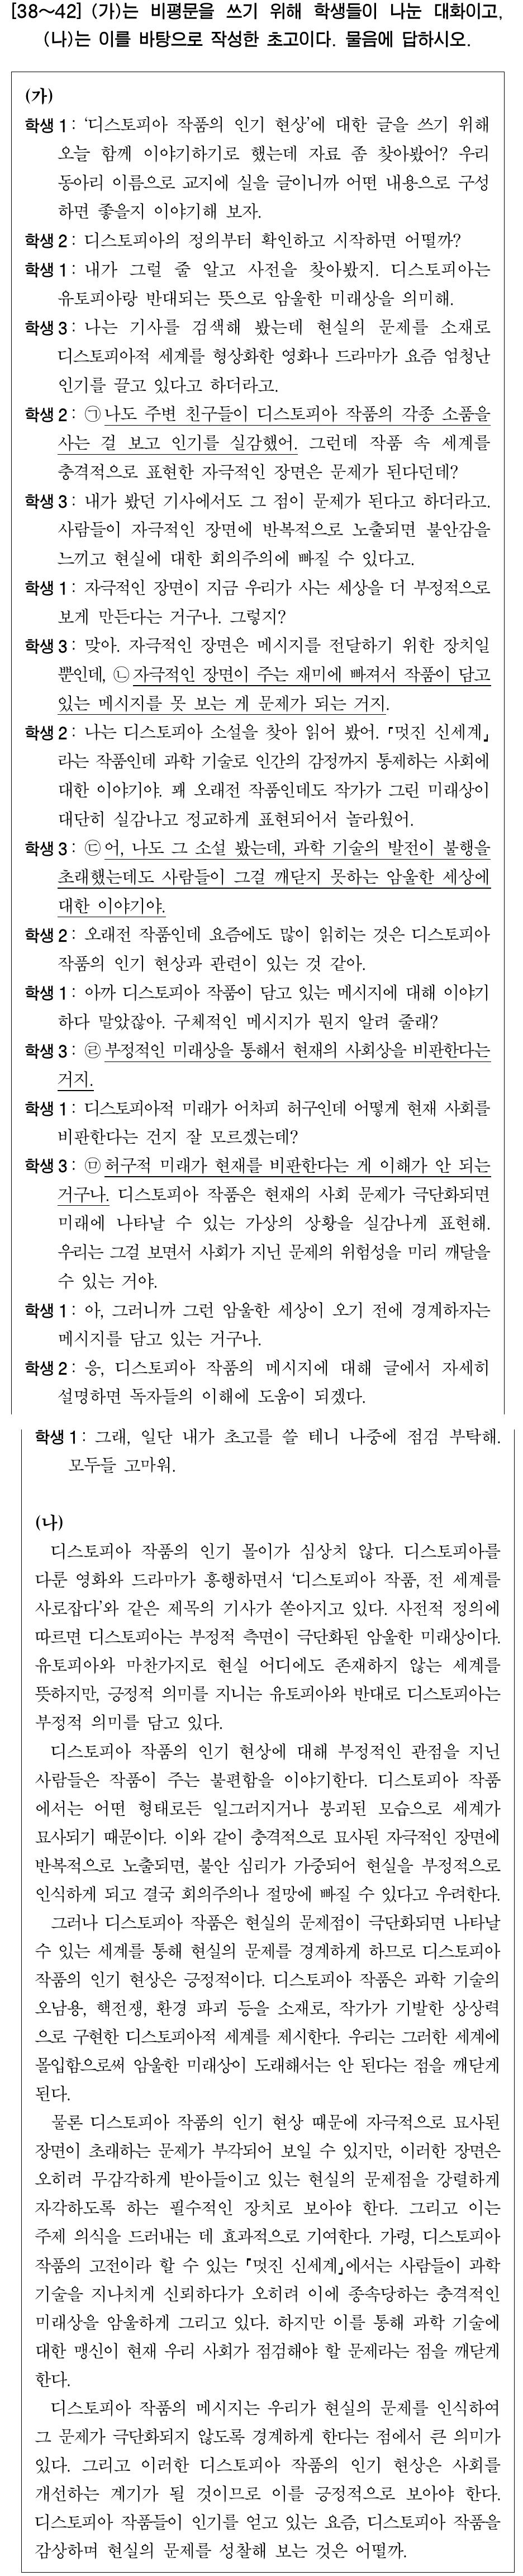 [38～42] (가)는 비평문을 쓰기 위해 학생들이 나눈 대화이고,
(나)는 이를 바탕으로 작성한 초고이다. 물음에 답하시오.
(가)
학생 1 : ‘디스토피아 작품의 인기 현상’에 대한 글을 쓰기 위해
오늘 함께 이야기하기로 했는데 자료 좀 찾아봤어? 우리
동아리 이름으로 교지에 실을 글이니까 어떤 내용으로 구성
하면 좋을지 이야기해 보자.
학생 2 : 디스토피아의 정의부터 확인하고 시작하면 어떨까?
학생 1 : 내가 그럴 줄 알고 사전을 찾아봤지. 디스토피아는
유토피아랑 반대되는 뜻으로 암울한 미래상을 의미해.
학생 3 : 나는 기사를 검색해 봤는데 현실의 문제를 소재로
디스토피아적 세계를 형상화한 영화나 드라마가 요즘 엄청난
인기를 끌고 있다고 하더라고.
학생 2 : ㉠나도 주변 친구들이 디스토피아 작품의 각종 소품을
사는 걸 보고 인기를 실감했어. 그런데 작품 속 세계를
충격적으로 표현한 자극적인 장면은 문제가 된다던데?
학생 3 : 내가 봤던 기사에서도 그 점이 문제가 된다고 하더라고.
사람들이 자극적인 장면에 반복적으로 노출되면 불안감을
느끼고 현실에 대한 회의주의에 빠질 수 있다고.
학생 1 : 자극적인 장면이 지금 우리가 사는 세상을 더 부정적으로
보게 만든다는 거구나. 그렇지?
학생 3 : 맞아. 자극적인 장면은 메시지를 전달하기 위한 장치일
뿐인데, ㉡자극적인 장면이 주는 재미에 빠져서 작품이 담고
있는 메시지를 못 보는 게 문제가 되는 거지.
학생 2 : 나는 디스토피아 소설을 찾아 읽어 봤어. 『멋진 신세계』
라는 작품인데 과학 기술로 인간의 감정까지 통제하는 사회에
대한 이야기야. 꽤 오래전 작품인데도 작가가 그린 미래상이
대단히 실감나고 정교하게 표현되어서 놀라웠어.
학생 3 : ㉢어, 나도 그 소설 봤는데, 과학 기술의 발전이 불행을
초래했는데도 사람들이 그걸 깨닫지 못하는 암울한 세상에
대한 이야기야.
학생 2 : 오래전 작품인데 요즘에도 많이 읽히는 것은 디스토피아
작품의 인기 현상과 관련이 있는 것 같아.
학생 1 : 아까 디스토피아 작품이 담고 있는 메시지에 대해 이야기
하다 말았잖아. 구체적인 메시지가 뭔지 알려 줄래?
학생 3 : ㉣부정적인 미래상을 통해서 현재의 사회상을 비판한다는
거지.
학생 1 : 디스토피아적 미래가 어차피 허구인데 어떻게 현재 사회를
비판한다는 건지 잘 모르겠는데?
학생 3 : ㉤허구적 미래가 현재를 비판한다는 게 이해가 안 되는
거구나. 디스토피아 작품은 현재의 사회 문제가 극단화되면
미래에 나타날 수 있는 가상의 상황을 실감나게 표현해.
우리는 그걸 보면서 사회가 지닌 문제의 위험성을 미리 깨달을
수 있는 거야.
학생 1 : 아, 그러니까 그런 암울한 세상이 오기 전에 경계하자는
메시지를 담고 있는 거구나.
학생 2 : 응, 디스토피아 작품의 메시지에 대해 글에서 자세히
설명하면 독자들의 이해에 도움이 되겠다.
학생 1 : 그래, 일단 내가 초고를 쓸 테니 나중에 점검 부탁해.
모두들 고마워.
(나)
디스토피아 작품의 인기 몰이가 심상치 않다. 디스토피아를
다룬 영화와 드라마가 흥행하면서 ‘디스토피아 작품, 전 세계를
사로잡다’와 같은 제목의 기사가 쏟아지고 있다. 사전적 정의에
따르면 디스토피아는 부정적 측면이 극단화된 암울한 미래상이다.
유토피아와 마찬가지로 현실 어디에도 존재하지 않는 세계를
뜻하지만, 긍정적 의미를 지니는 유토피아와 반대로 디스토피아는
부정적 의미를 담고 있다.
디스토피아 작품의 인기 현상에 대해 부정적인 관점을 지닌
사람들은 작품이 주는 불편함을 이야기한다. 디스토피아 작품
에서는 어떤 형태로든 일그러지거나 붕괴된 모습으로 세계가
묘사되기 때문이다. 이와 같이 충격적으로 묘사된 자극적인 장면에
반복적으로 노출되면, 불안 심리가 가중되어 현실을 부정적으로
인식하게 되고 결국 회의주의나 절망에 빠질 수 있다고 우려한다.
그러나 디스토피아 작품은 현실의 문제점이 극단화되면 나타날
수 있는 세계를 통해 현실의 문제를 경계하게 하므로 디스토피아
작품의 인기 현상은 긍정적이다. 디스토피아 작품은 과학 기술의
오남용, 핵전쟁, 환경 파괴 등을 소재로, 작가가 기발한 상상력
으로 구현한 디스토피아적 세계를 제시한다. 우리는 그러한 세계에
몰입함으로써 암울한 미래상이 도래해서는 안 된다는 점을 깨닫게
된다.
물론 디스토피아 작품의 인기 현상 때문에 자극적으로 묘사된
장면이 초래하는 문제가 부각되어 보일 수 있지만, 이러한 장면은
오히려 무감각하게 받아들이고 있는 현실의 문제점을 강렬하게
자각하도록 하는 필수적인 장치로 보아야 한다. 그리고 이는
주제 의식을 드러내는 데 효과적으로 기여한다. 가령, 디스토피아
작품의 고전이라 할 수 있는 『멋진 신세계』에서는 사람들이 과학
기술을 지나치게 신뢰하다가 오히려 이에 종속당하는 충격적인
미래상을 암울하게 그리고 있다. 하지만 이를 통해 과학 기술에
대한 맹신이 현재 우리 사회가 점검해야 할 문제라는 점을 깨닫게
한다.
디스토피아 작품의 메시지는 우리가 현실의 문제를 인식하여
그 문제가 극단화되지 않도록 경계하게 한다는 점에서 큰 의미가
있다. 그리고 이러한 디스토피아 작품의 인기 현상은 사회를
개선하는 계기가 될 것이므로 이를 긍정적으로 보아야 한다.
디스토피아 작품들이 인기를 얻고 있는 요즘, 디스토피아 작품을
감상하며 현실의 문제를 성찰해 보는 것은 어떨까.